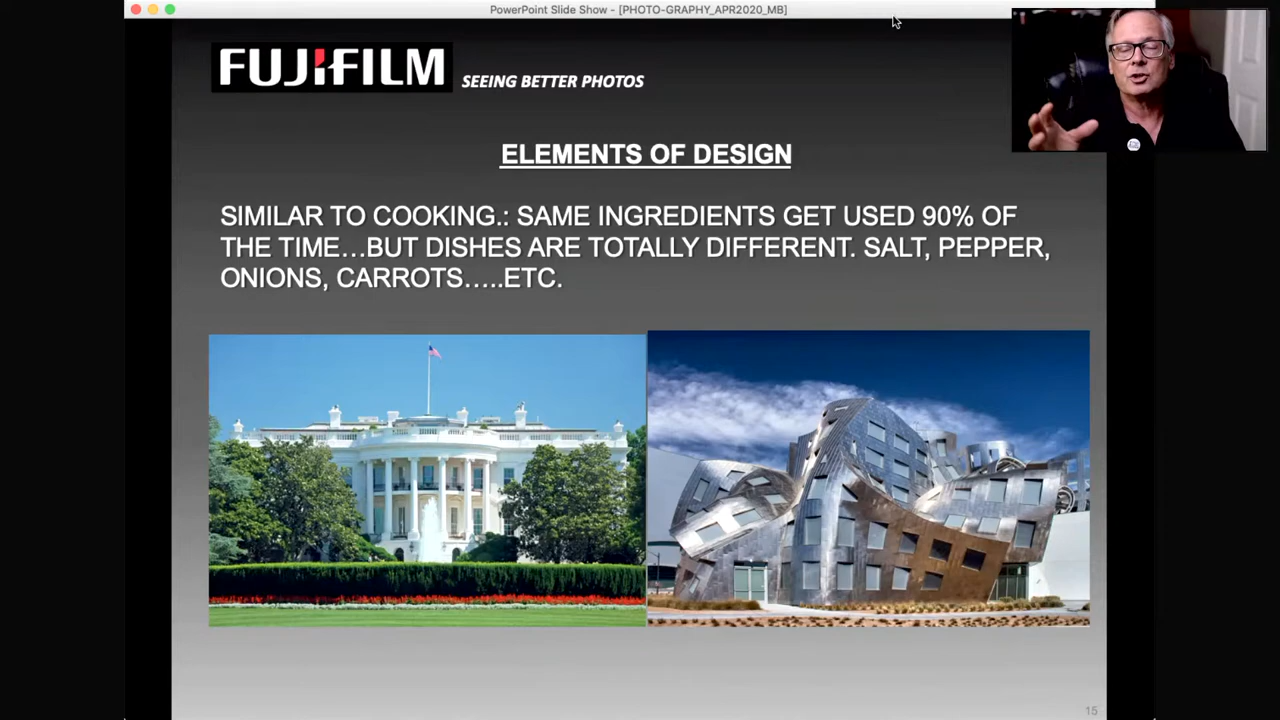 PowerPoint Slide Show - [PHOTO-GRAPHY_APR2020_MB]
FUJIFILM
SEEING BETTER PHOTOS
ELEMENTS OF DESIGN
SIMILAR TO COOKING.: SAME INGREDIENTS GET USED 90% OF
THE TIME…BUT DISHES ARE TOTALLY DIFFERENT. SALT, PEPPER,
ONIONS, CARROTS…..ETC.
15